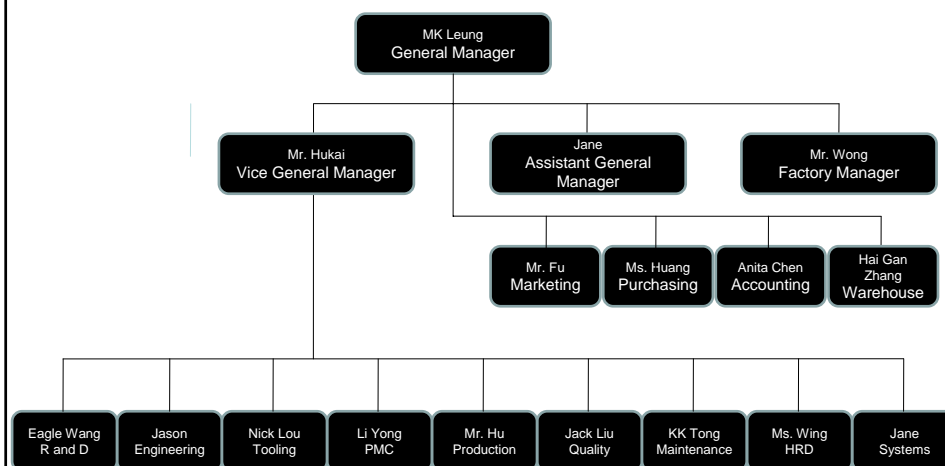 MK Leung
General Manager
Mr. Hukai
Vice General Manager
Jane
Assistant General
Manager
Mr. Wong
Factory Manager
Mr. Fu
Marketing
Ms. Huang
Purchasing
Anita Chen
Accounting
Hai Gan
Zhang
Warehouse
Eagle Wang
R and D
Jason
Engineering
Nick Lou
Tooling
Li Yong
PMC
Mr. Hu
Production
Jack Liu
Quality
KK Tong
Maintenance
Ms. Wing
HRD
Jane
Systems